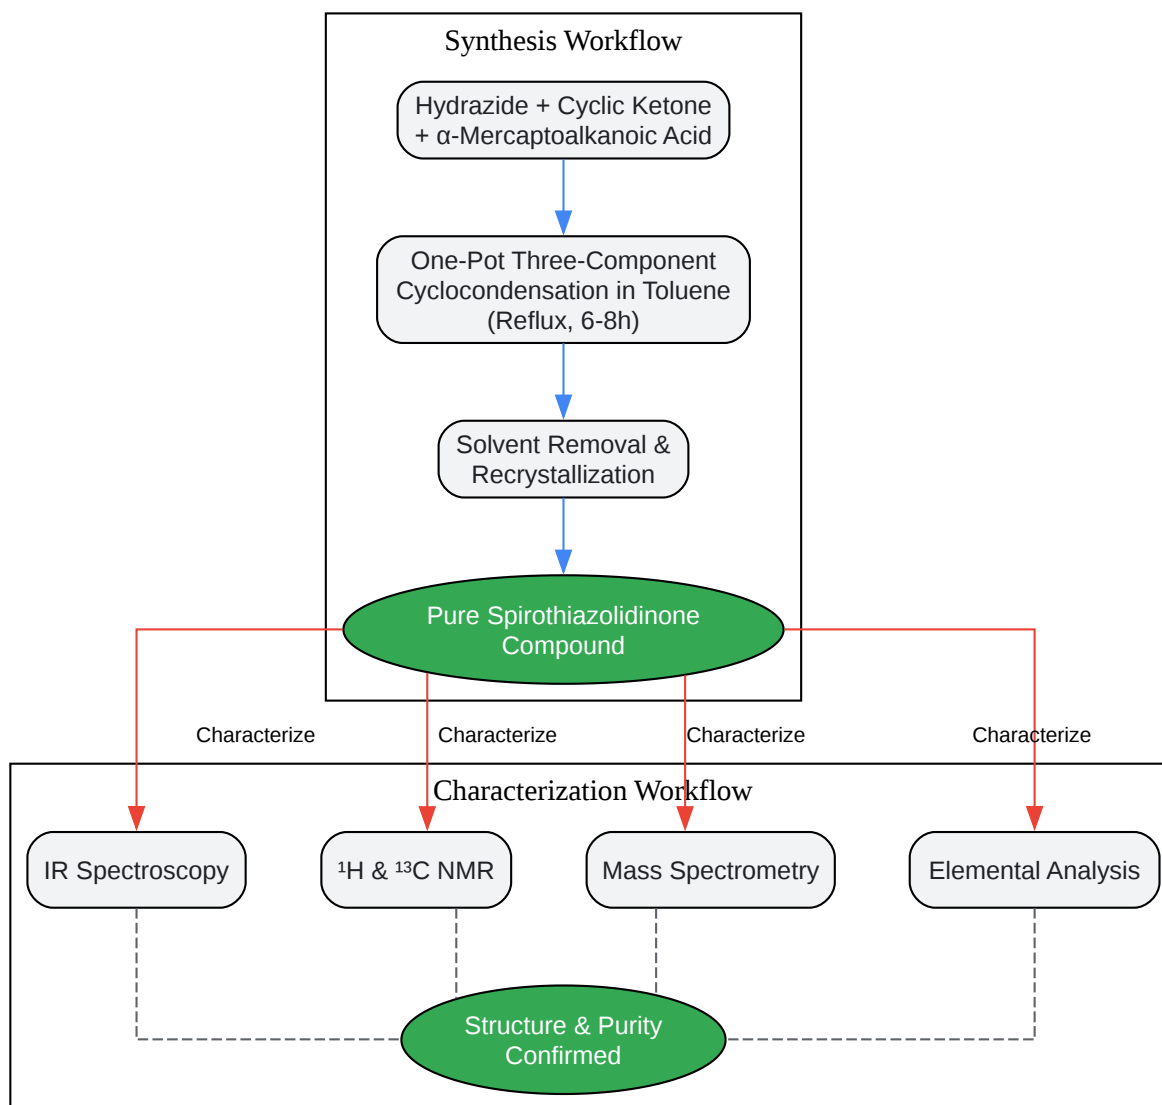 Synthesis Workflow
Hydrazide + Cyclic Ketone
+ α-Mercaptoalkanoic Acid
One-Pot Three-Component
Cyclocondensation in Toluene
(Reflux, 6-8h)
Solvent Removal &
Recrystallization
Pure Spirothiazolidinone
Compound
Characterize
Characterize
Characterize
Characterize
Characterization Workflow
IR Spectroscopy
¹H & ¹³C NMR
Mass Spectrometry
Elemental Analysis
Structure & Purity
Confirmed